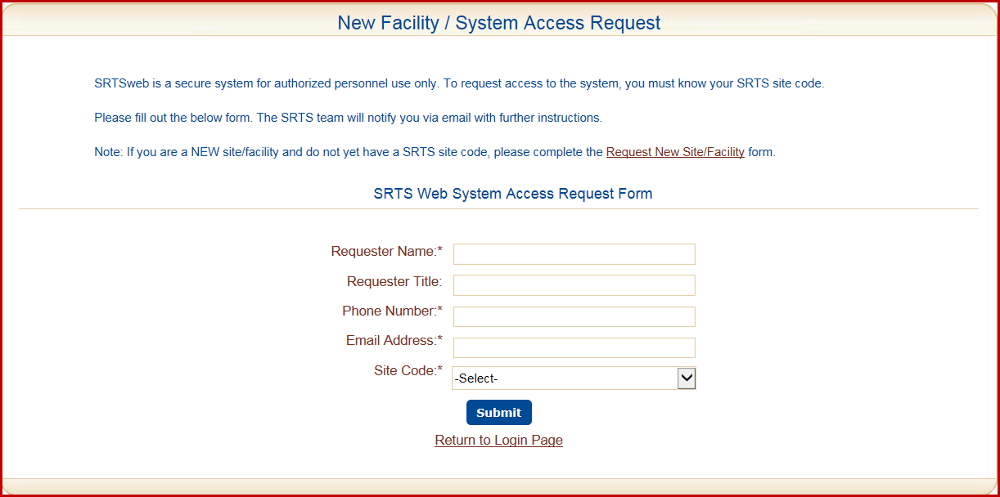 New Facility / System Access Request
SRTSweb is a secure system for authorized personnel use only. To request access to the system, you must know your SRTS site code.
Please fill out the below form. The SRTS team will notify you via email with further instructions.
Note: If you are a NEW site/facility and do not yet have a SRTS site code, please complete the Request New Site/Facility form.
SRTS Web System Access Request Form
Requester Name:*
Requester Title:
Phone Number:*
Email Address:*
Site Code:* -Select-
Submit
Return to Login Page